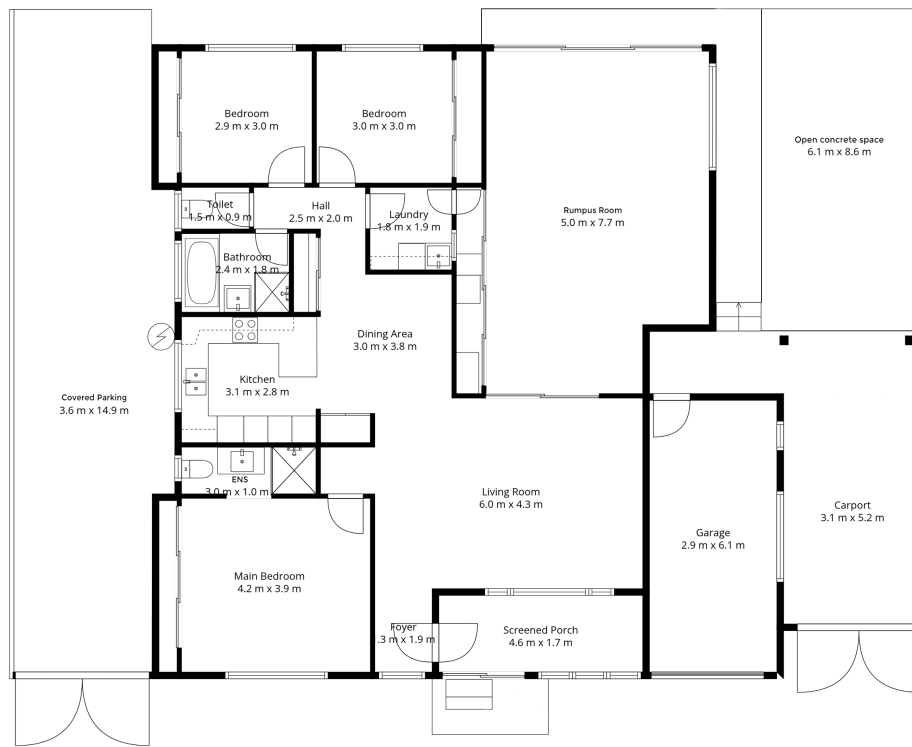 Bedroom
2.9 m x 3.0 m
Bedroom
3.0 m x 3.0 m
Open concrete space
6.1 m x 8.6 m
Toilet
1.5 m x 0.9 m
Hall
2.5 m x 2.0 m
Laundry
1.8 m x 1.9 m
Rumpus Room
5.0 m x 7.7 m
Bathroom
2.4 m x 1.8 m
Dining Area
3.0 m x 3.8 m
Kitchen
3.1 m x 2.8 m
Covered Parking
3.6 m x 14.9 m
ENS
3.0 m x 1.0 m
Living Room
6.0 m x 4.3 m
Carport
3.1 m x 5.2 m
Garage
2.9 m x 6.1 m
Main Bedroom
4.2 m x 3.9 m
Foyer
.3 m x 1.9 m
Screened Porch
4.6 m x 1.7 m